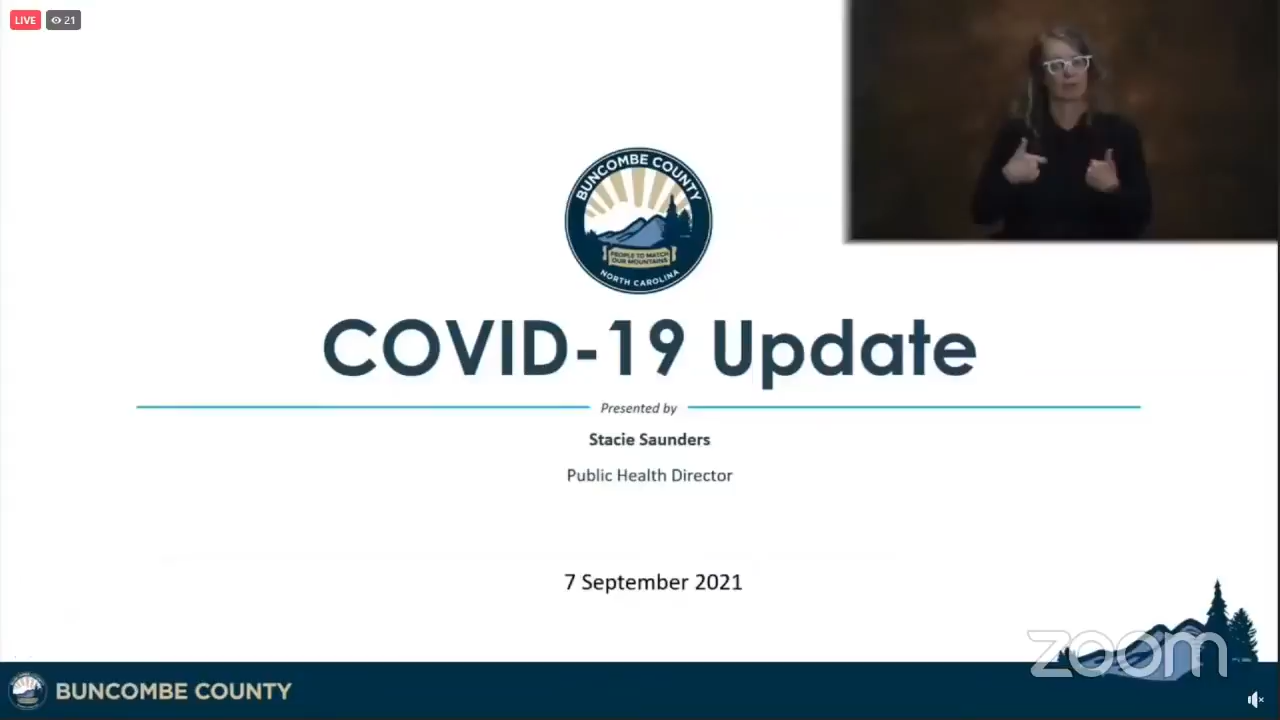 LIVE
21
BUNCOMBE COUNTY
PEOPLE TO MATCH
OUR MOUNTAINS
NORTH CAROLINA
COVID-19 Update
Presented by
Stacie Saunders
Public Health Director
7 September 2021
zoom
BUNCOMBE COUNTY